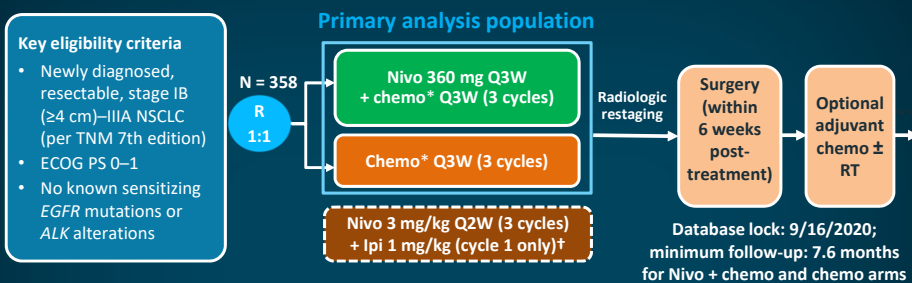 Primary analysis population
Key eligibility criteria
• Newly diagnosed,
resectable, stage IB
(≥4 cm)–IIIA NSCLC
(per TNM 7th edition)
• ECOG PS 0–1
• No known sensitizing
EGFR mutations or
ALK alterations
N = 358
R
1:1
Nivo 360 mg Q3W
+ chemo* Q3W (3 cycles)
Chemo* Q3W (3 cycles)
Nivo 3 mg/kg Q2W (3 cycles)
+ Ipi 1 mg/kg (cycle 1 only)†
Radiologic
restaging
Surgery
(within
6 weeks
post-
treatment)
Optional
adjuvant
chemo ±
RT
Database lock: 9/16/2020;
minimum follow-up: 7.6 months
for Nivo + chemo and chemo arms